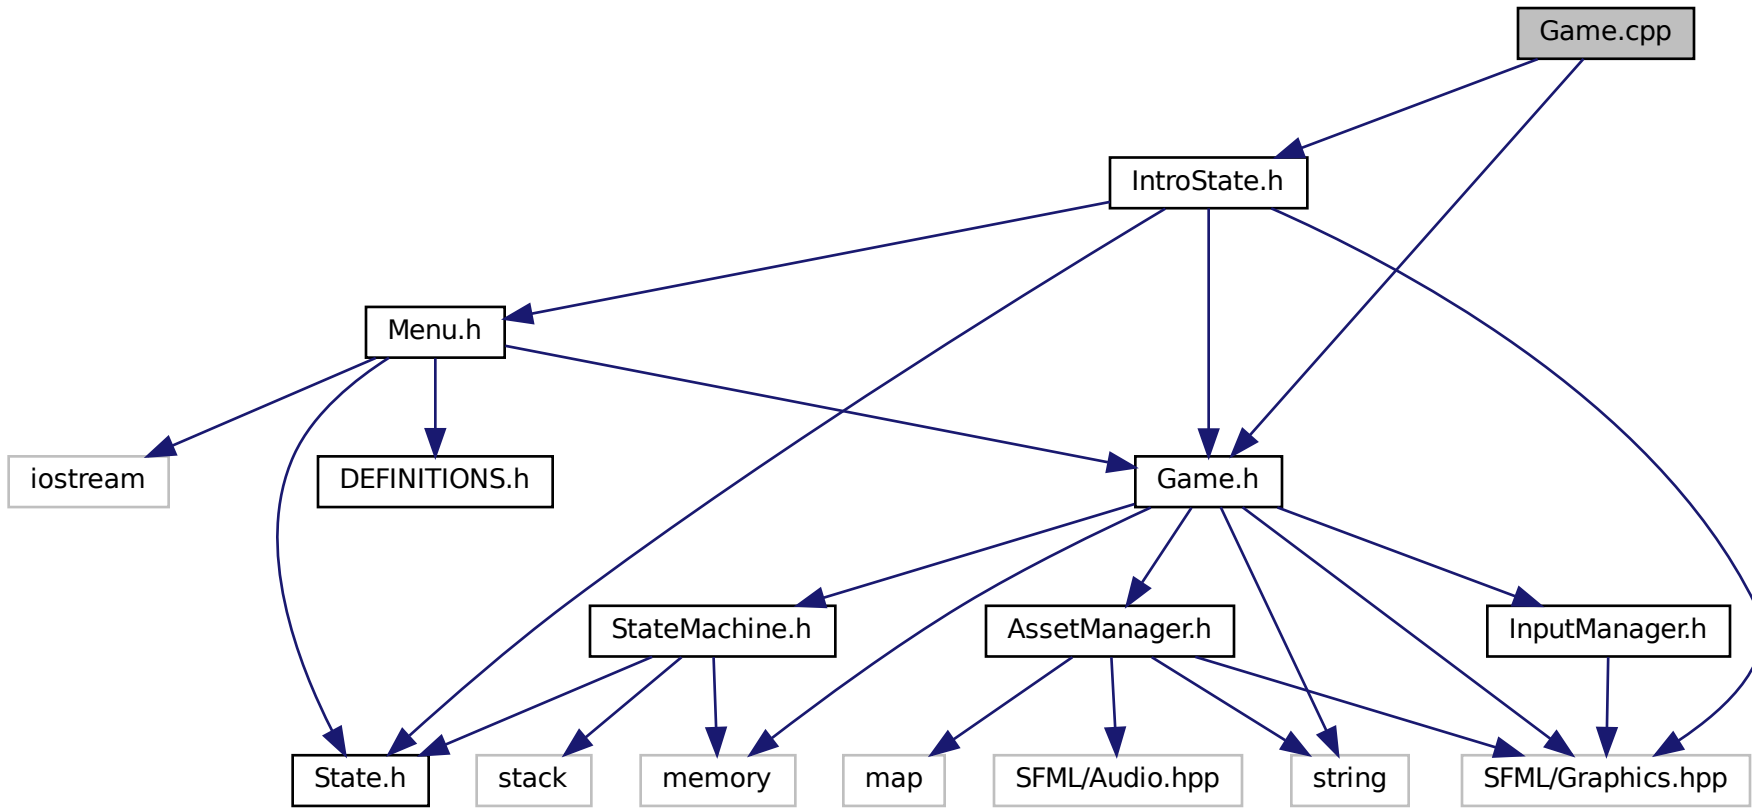 Game.cpp
IntroState.h
Menu.h
iostream
DEFINITIONS.h
Game.h
StateMachine.h
AssetManager.h
InputManager.h
State.h
stack
memory
map
SFML/Audio.hpp
string
SFML/Graphics.hpp